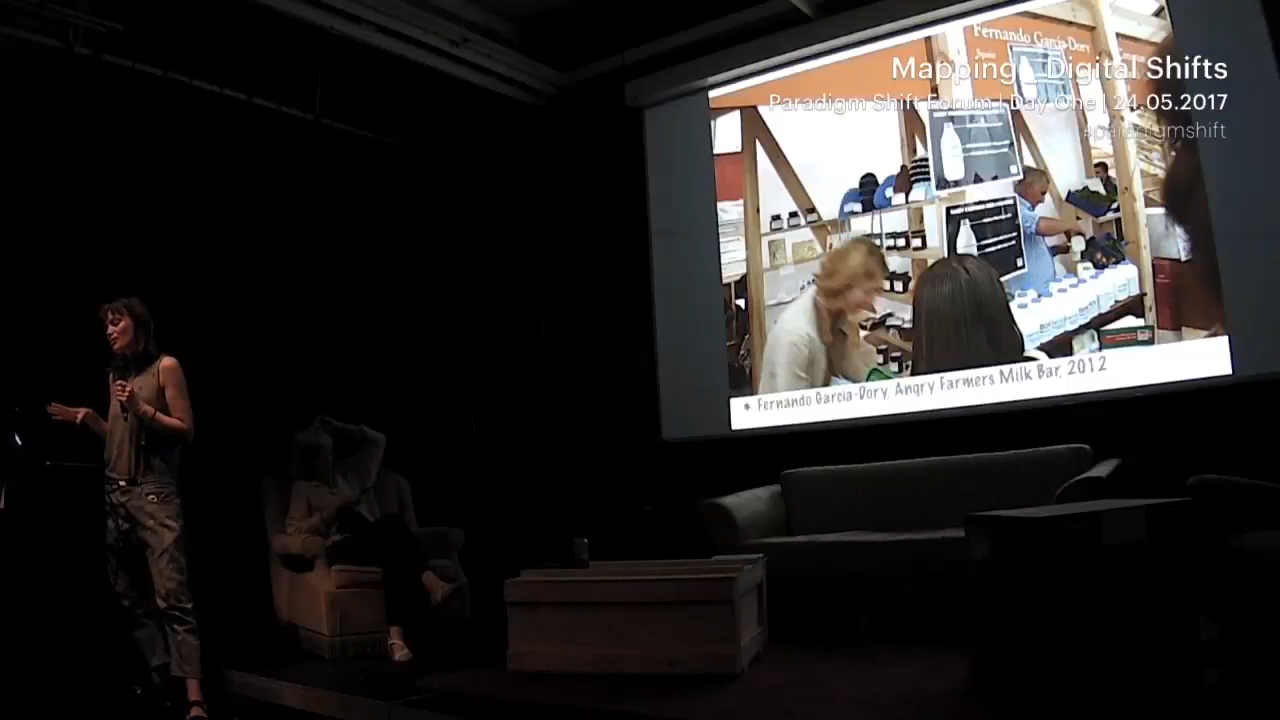 Fernando Garcia-Dory
Mapping _ Digital Shifts
Paradigm Shift Forum | Day One | 24.05.2017
#paradigmshift
* Fernando Garcia-Dory, Angry Farmers Milk Bar, 2012